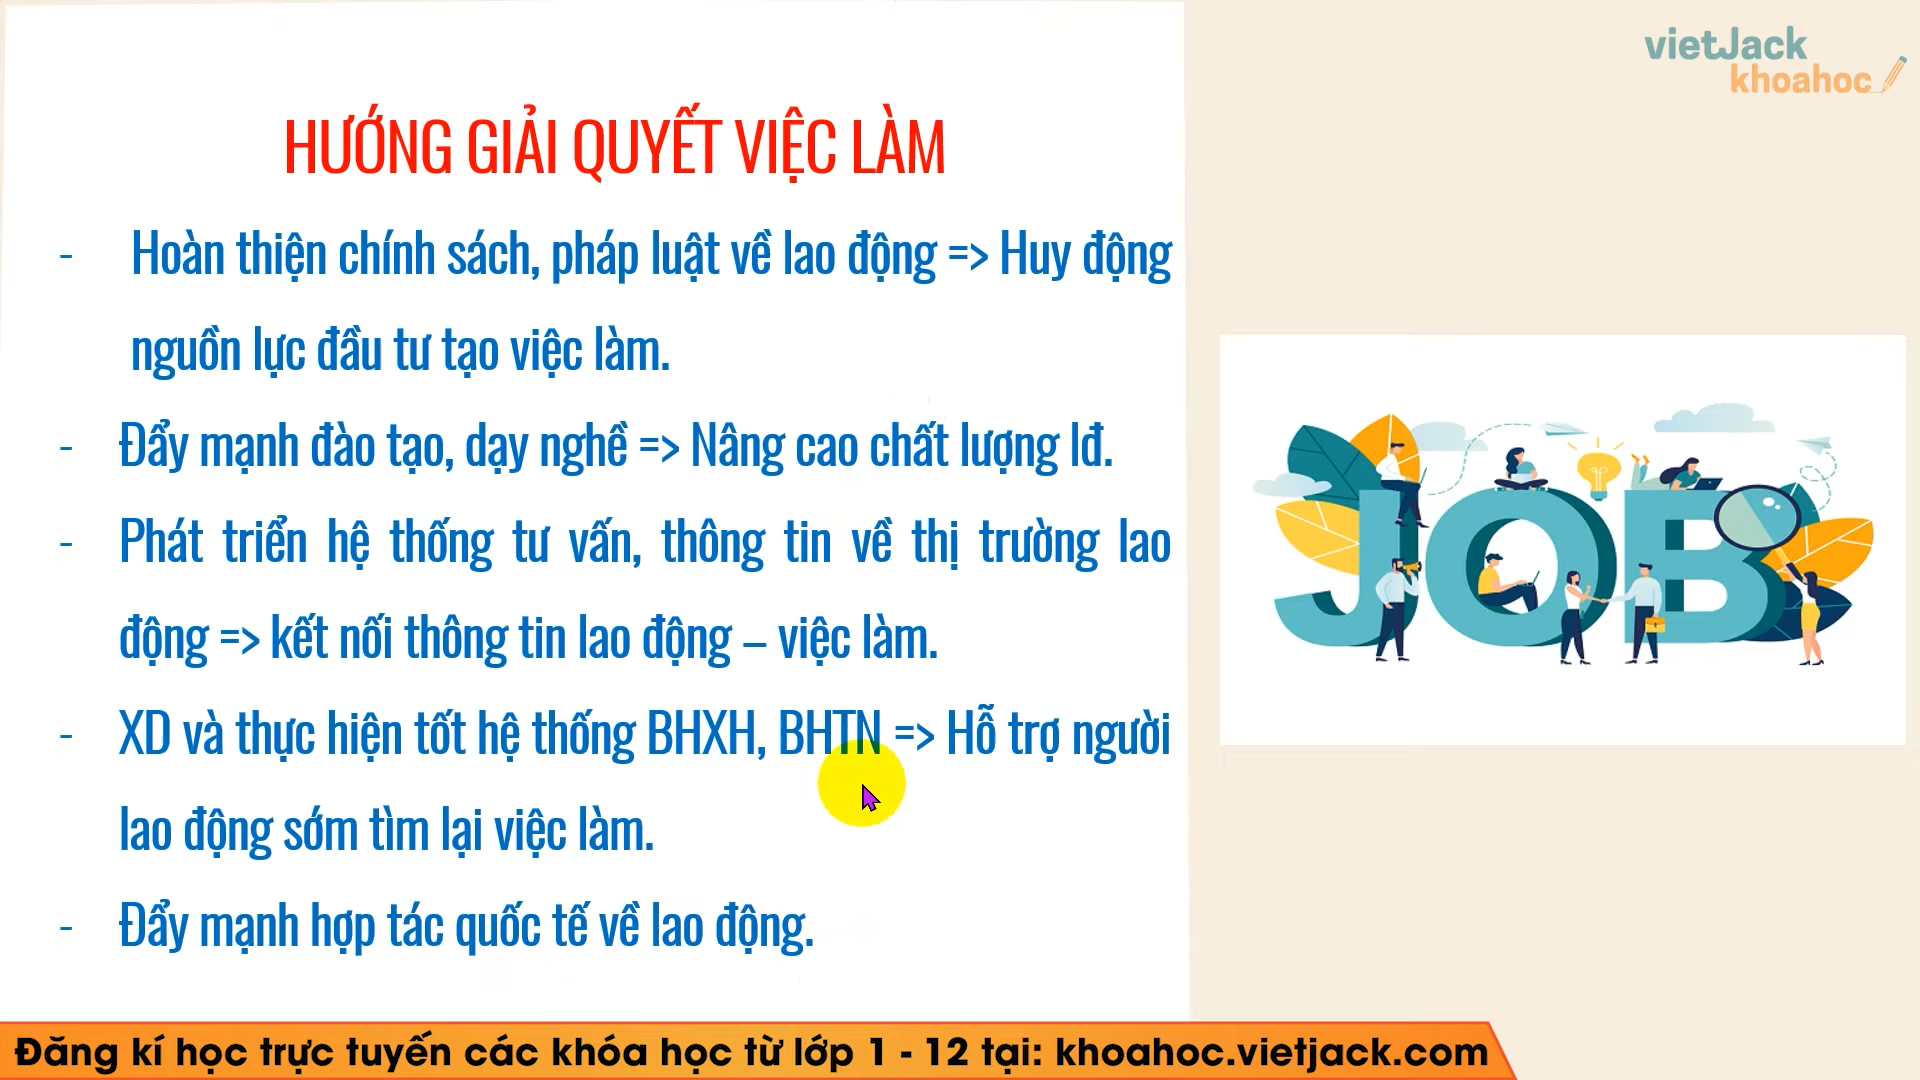 vietJack
khoahoc
HƯỚNG GIẢI QUYẾT VIỆC LÀM
- Hoàn thiện chính sách, pháp luật về lao động => Huy động
nguồn lực đầu tư tạo việc làm.
- Đẩy mạnh đào tạo, dạy nghề => Nâng cao chất lượng lđ.
- Phát triển hệ thống tư vấn, thông tin về thị trường lao
động => kết nối thông tin lao động – việc làm.
- XD và thực hiện tốt hệ thống BHXH, BHTN => Hỗ trợ người
lao động sớm tìm lại việc làm.
- Đẩy mạnh hợp tác quốc tế về lao động.
JOB
Đăng kí học trực tuyến các khóa học từ lớp 1 - 12 tại: khoahoc.vietjack.com